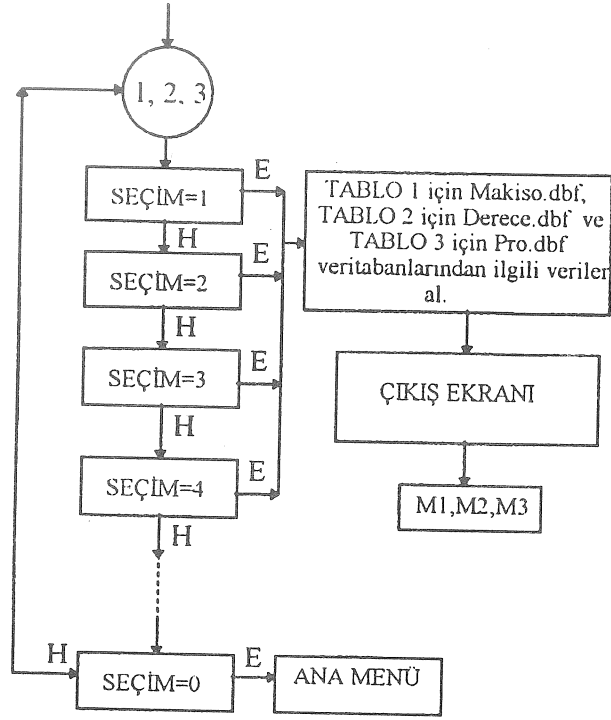 1, 2, 3
SEÇİM=1
E
H
SEÇİM=2
E
H
SEÇİM=3
E
H
SEÇİM=4
E
H
H
SEÇİM=0
E
ANA MENÜ
TABLO 1 için Makiso.dbf,
TABLO 2 için Derece.dbf ve
TABLO 3 için Pro.dbf
veritabanlarından ilgili veriler
al.
ÇIKIŞ EKRANI
M1,M2,M3